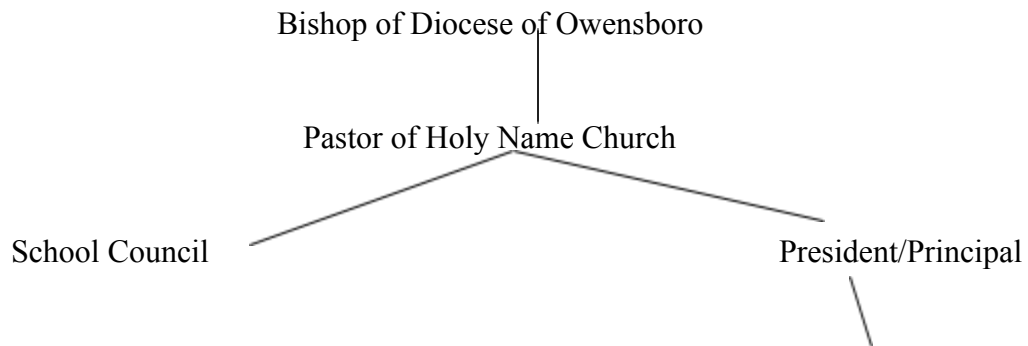 Bishop of Diocese of Owensboro
Pastor of Holy Name Church
School Council
President/Principal